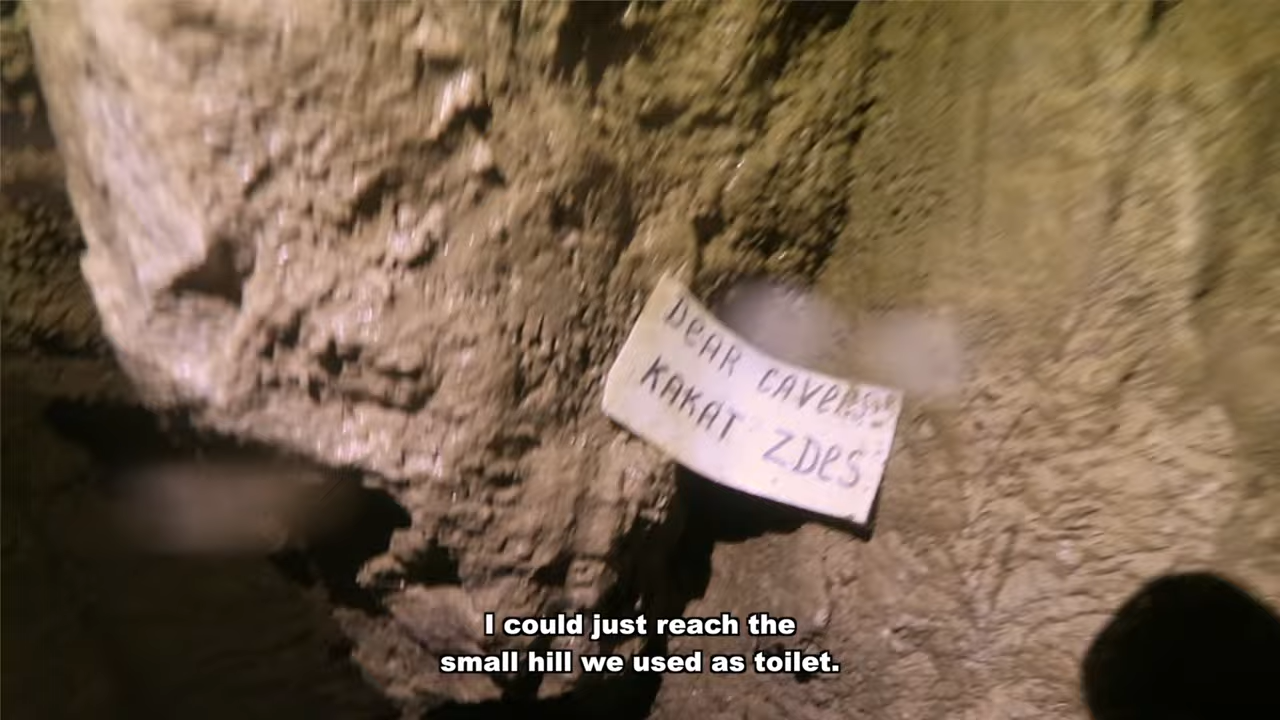 DeAR CAVeRS
KAKAT ZDeS
I could just reach the
small hill we used as toilet.